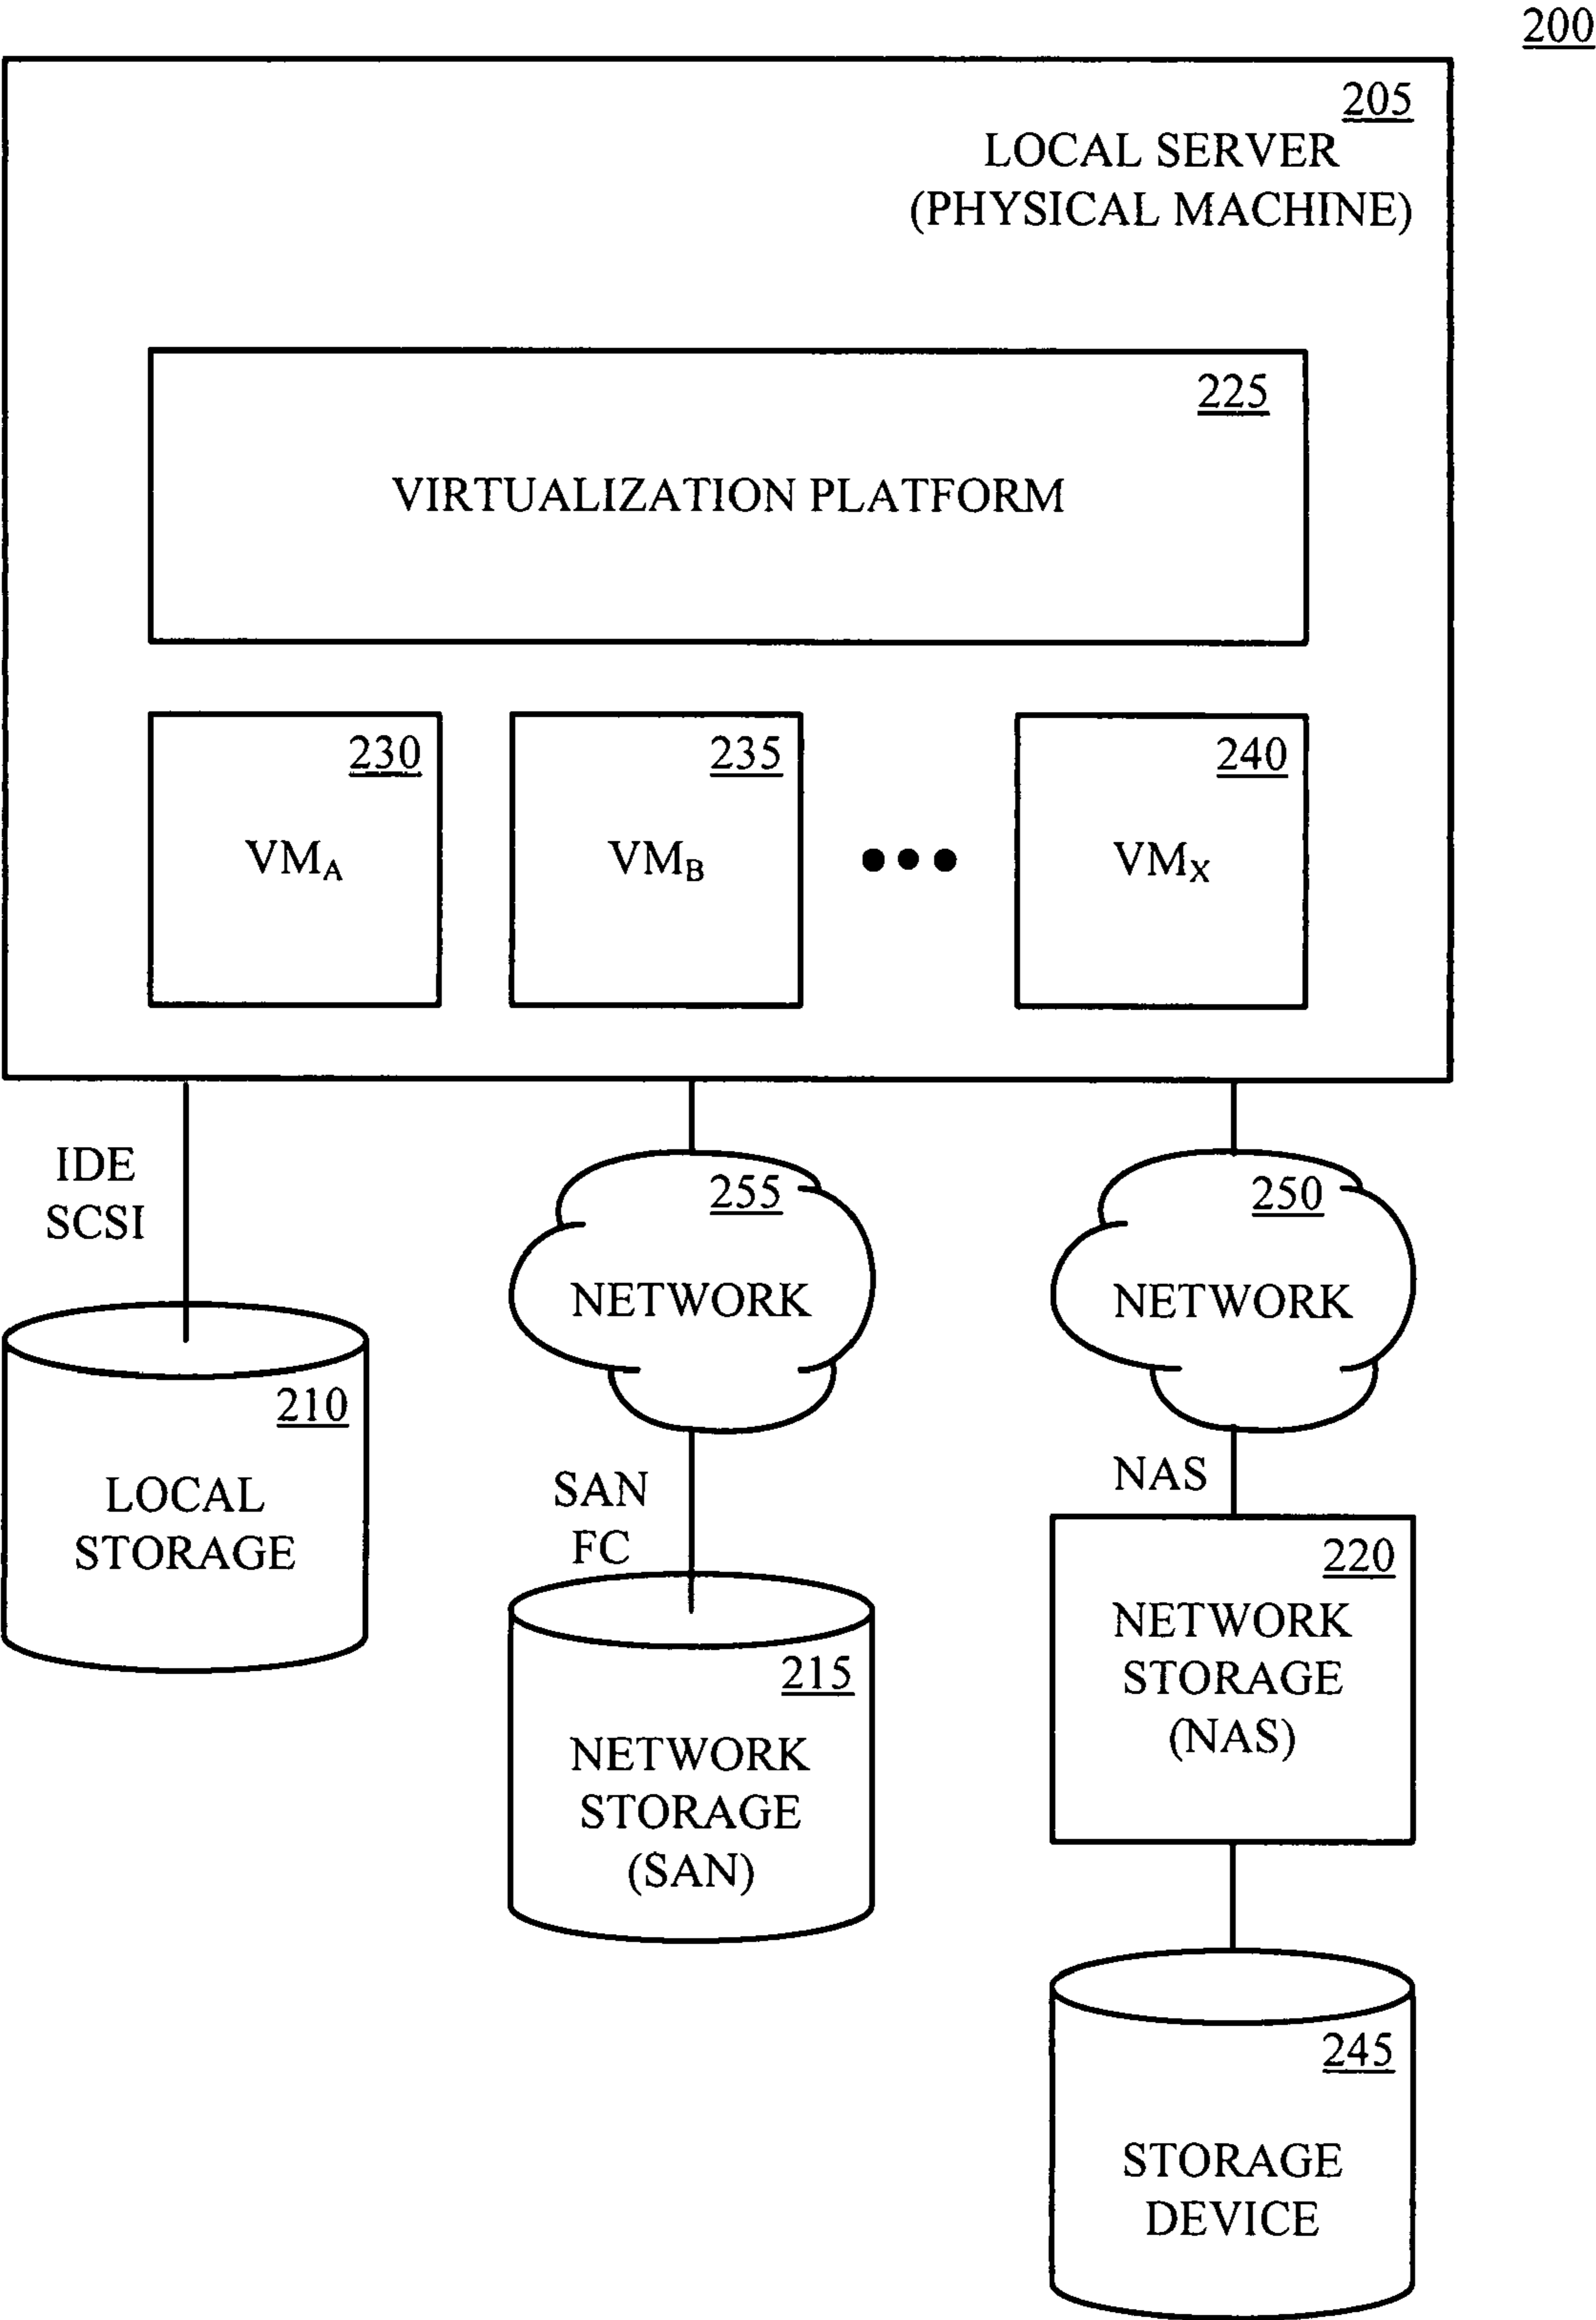 200
205
LOCAL SERVER
(PHYSICAL MACHINE)
225
VIRTUALIZATION PLATFORM
230
VMA
235
VMB
240
VMX
IDE
SCSI
255
NETWORK
250
NETWORK
210
LOCAL
STORAGE
SAN
FC
NAS
215
NETWORK
STORAGE
(SAN)
220
NETWORK
STORAGE
(NAS)
245
STORAGE
DEVICE